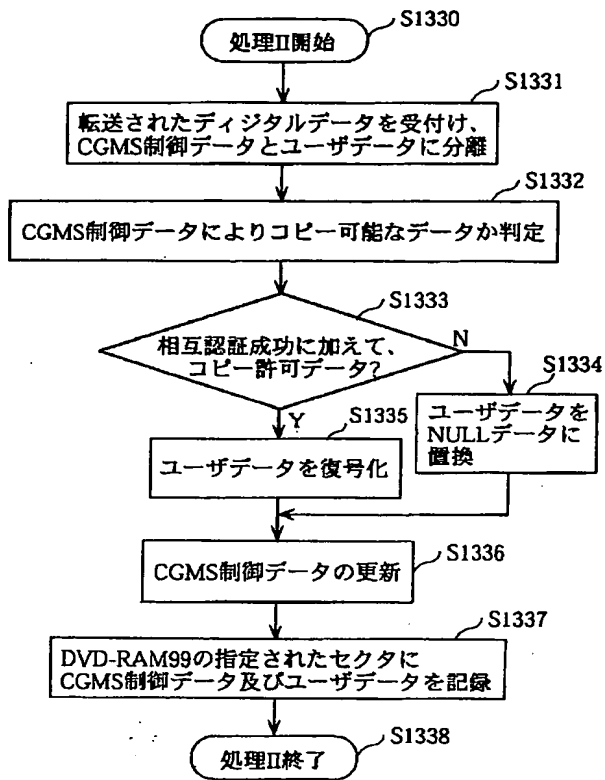 S1330
処理II開始
S1331
転送されたディジタルデータを受付け、
CGMS制御データとユーザデータに分離
S1332
CGMS制御データによりコピー可能なデータか判定
S1333
相互認証成功に加えて、
コピー許可データ?
N
S1334
ユーザデータを
NULLデータに
置換
Y
S1335
ユーザデータを復号化
S1336
CGMS制御データの更新
S1337
DVD-RAM99の指定されたセクタに
CGMS制御データ及びユーザデータを記録
S1338
処理II終了